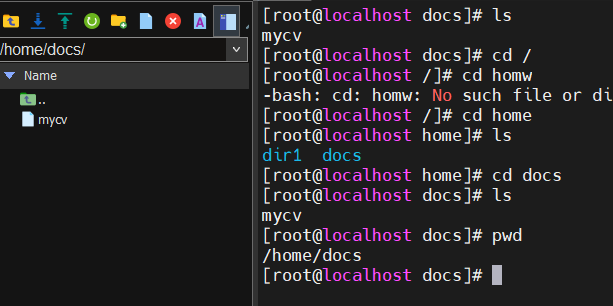 /home/docs/
Name
..
mycv
[root@localhost docs]# ls
mycv
[root@localhost docs]# cd /
[root@localhost /]# cd homw
-bash: cd: homw: No such file or di
[root@localhost /]# cd home
[root@localhost home]# ls
dir1  docs
[root@localhost home]# cd docs
[root@localhost docs]# ls
mycv
[root@localhost docs]# pwd
/home/docs
[root@localhost docs]#